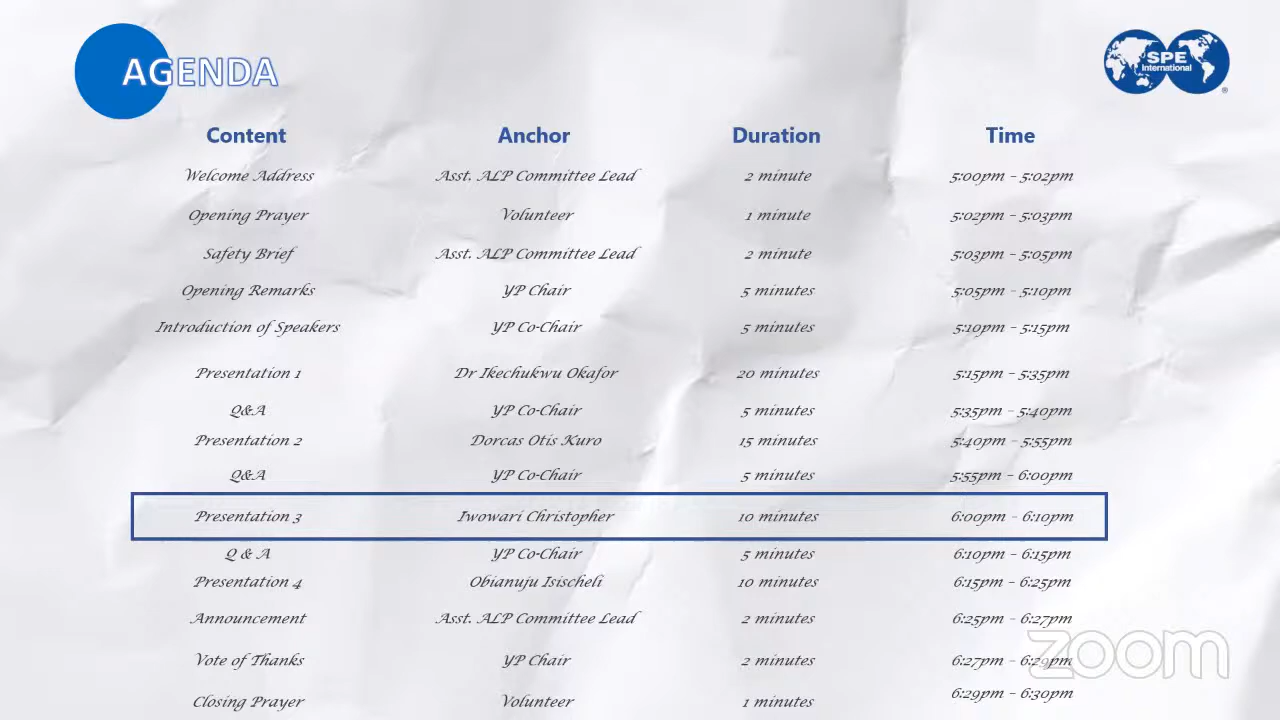 AGENDA
SPE
International
Content Anchor Duration Time
Welcome Address Asst. ALP Committee Lead 2 minute 5:00pm – 5:02pm
Opening Prayer Volunteer 1 minute 5:02pm – 5:03pm
Safety Brief Asst. ALP Committee Lead 2 minute 5:03pm – 5:05pm
Opening Remarks YP Chair 5 minutes 5:05pm – 5:10pm
Introduction of Speakers YP Co-Chair 5 minutes 5:10pm – 5:15pm
Presentation 1 Dr Ikechukwu Okafor 20 minutes 5:15pm – 5:35pm
Q&A YP Co-Chair 5 minutes 5:35pm – 5:40pm
Presentation 2 Dorcas Otis Kuro 15 minutes 5:40pm – 5:55pm
Q&A YP Co-Chair 5 minutes 5:55pm – 6:00pm
Presentation 3 Iwowari Christopher 10 minutes 6:00pm – 6:10pm
Q & A YP Co-Chair 5 minutes 6:10pm – 6:15pm
Presentation 4 Obianuju Isischeli 10 minutes 6:15pm – 6:25pm
Announcement Asst. ALP Committee Lead 2 minutes 6:25pm – 6:27pm
Vote of Thanks YP Chair 2 minutes 6:27pm – 6:29pm
Closing Prayer Volunteer 1 minutes 6:29pm – 6:30pm
zoom